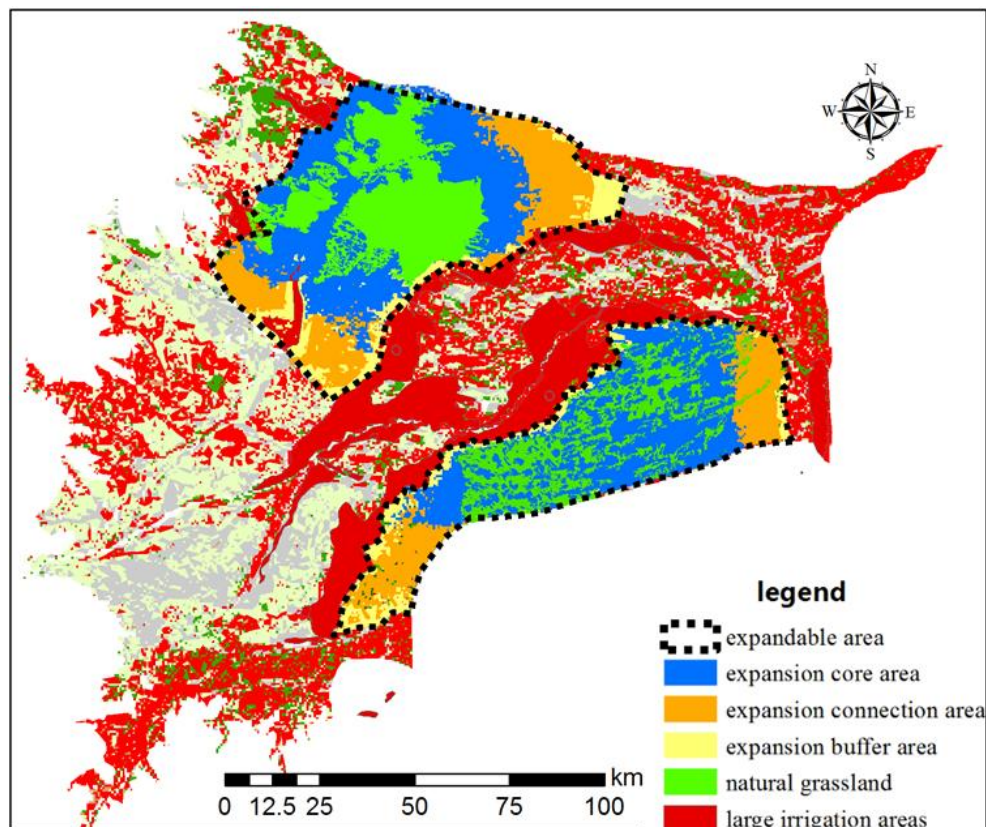 N
W E
S
legend
expandable area
expansion core area
expansion connection area
expansion buffer area
natural grassland
large irrigation areas
km
0 12.5 25 50 75 100